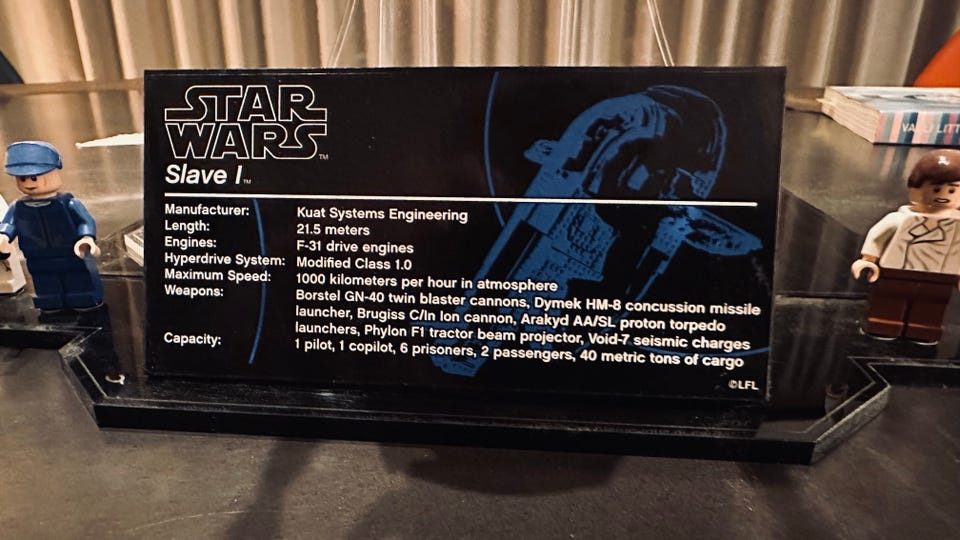 STAR
WARS™
Slave I™
Manufacturer: Kuat Systems Engineering
Length: 21.5 meters
Engines: F-31 drive engines
Hyperdrive System: Modified Class 1.0
Maximum Speed: 1000 kilometers per hour in atmosphere
Weapons: Borstel GN-40 twin blaster cannons, Dymek HM-8 concussion missile
launcher, Brugiss C/In Ion cannon, Arakyd AA/SL proton torpedo
launchers, Phylon F1 tractor beam projector, Void-7 seismic charges
Capacity: 1 pilot, 1 copilot, 6 prisoners, 2 passengers, 40 metric tons of cargo
©LFL